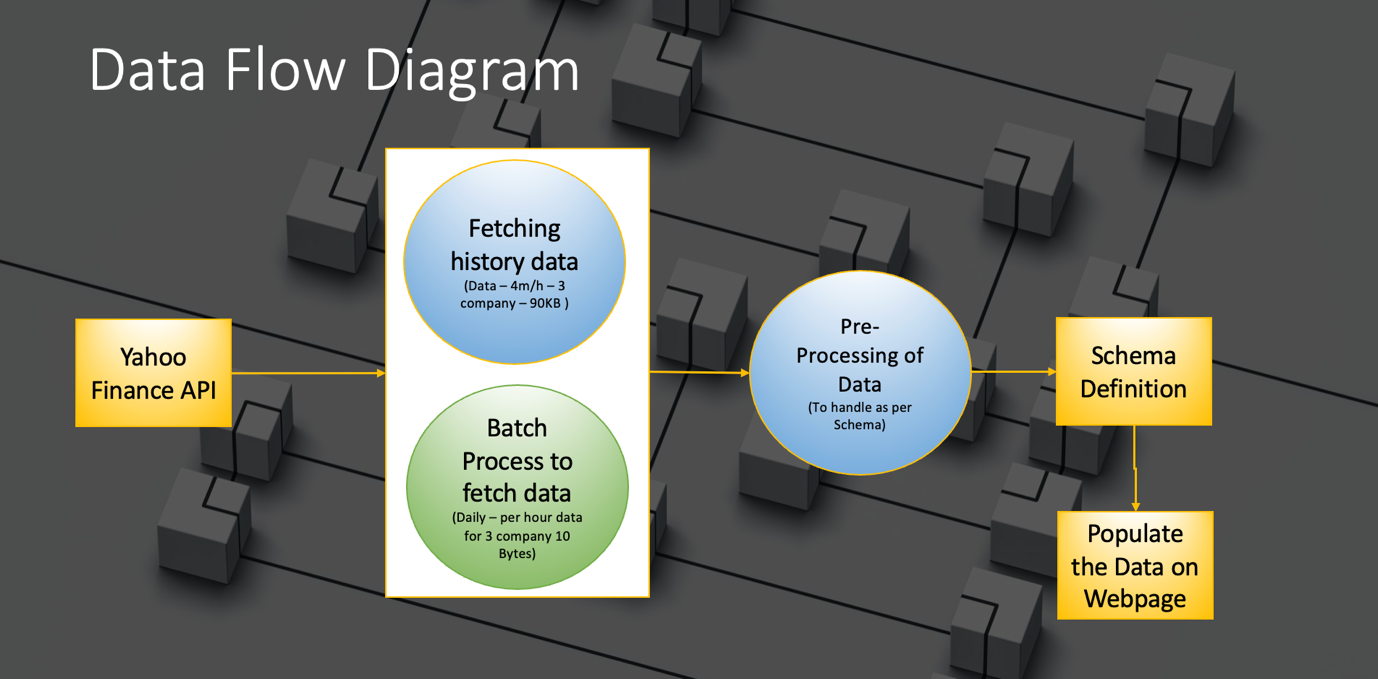 Data Flow Diagram
Fetching
history data
(Data – 4m/h – 3
company – 90KB )
Yahoo
Finance API
Batch
Process to
fetch data
(Daily – per hour data
for 3 company 10
Bytes)
Pre-
Processing of
Data
(To handle as per
Schema)
Schema
Definition
Populate
the Data on
Webpage